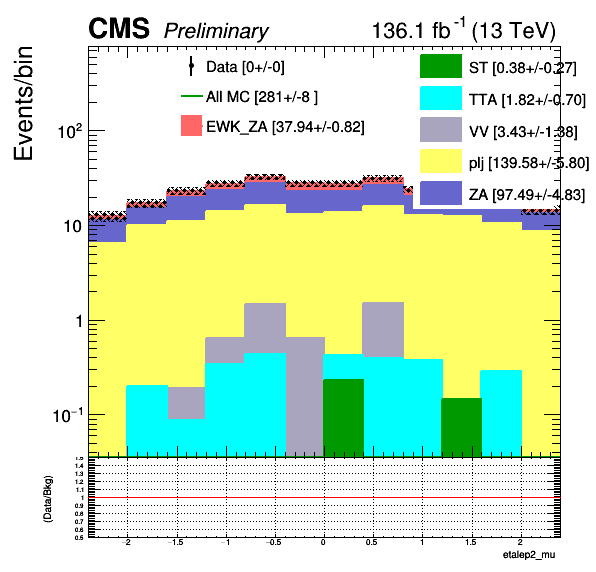 CMS Preliminary 136.1 fb⁻¹ (13 TeV)
Events/bin
Data [0+/-0]
All MC [281+/-8 ]
EWK_ZA [37.94+/-0.82]
ST [0.38+/-0.27]
TTA [1.82+/-0.70]
VV [3.43+/-1.38]
plj [139.58+/-5.80]
ZA [97.49+/-4.83]
10²
10
1
10⁻¹
(Data/Bkg)
1.5
1.4
1.3
1.2
1.1
1
0.9
0.8
0.7
0.6
0.5
−2 −1.5 −1 −0.5 0 0.5 1 1.5 2
etalep2_mu